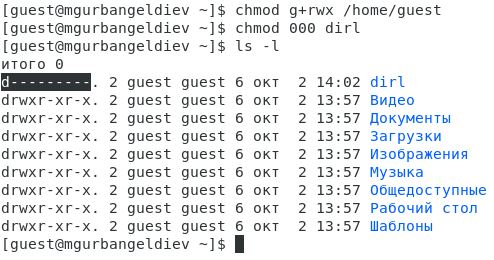 [guest@mgurbangeldiev ~]$ chmod g+rwx /home/guest
[guest@mgurbangeldiev ~]$ chmod 000 dirl
[guest@mgurbangeldiev ~]$ ls -l
итого 0
d---------. 2 guest guest 6 окт  2 14:02 dirl
drwxr-xr-x. 2 guest guest 6 окт  2 13:57 Видео
drwxr-xr-x. 2 guest guest 6 окт  2 13:57 Документы
drwxr-xr-x. 2 guest guest 6 окт  2 13:57 Загрузки
drwxr-xr-x. 2 guest guest 6 окт  2 13:57 Изображения
drwxr-xr-x. 2 guest guest 6 окт  2 13:57 Музыка
drwxr-xr-x. 2 guest guest 6 окт  2 13:57 Общедоступные
drwxr-xr-x. 2 guest guest 6 окт  2 13:57 Рабочий стол
drwxr-xr-x. 2 guest guest 6 окт  2 13:57 Шаблоны
[guest@mgurbangeldiev ~]$